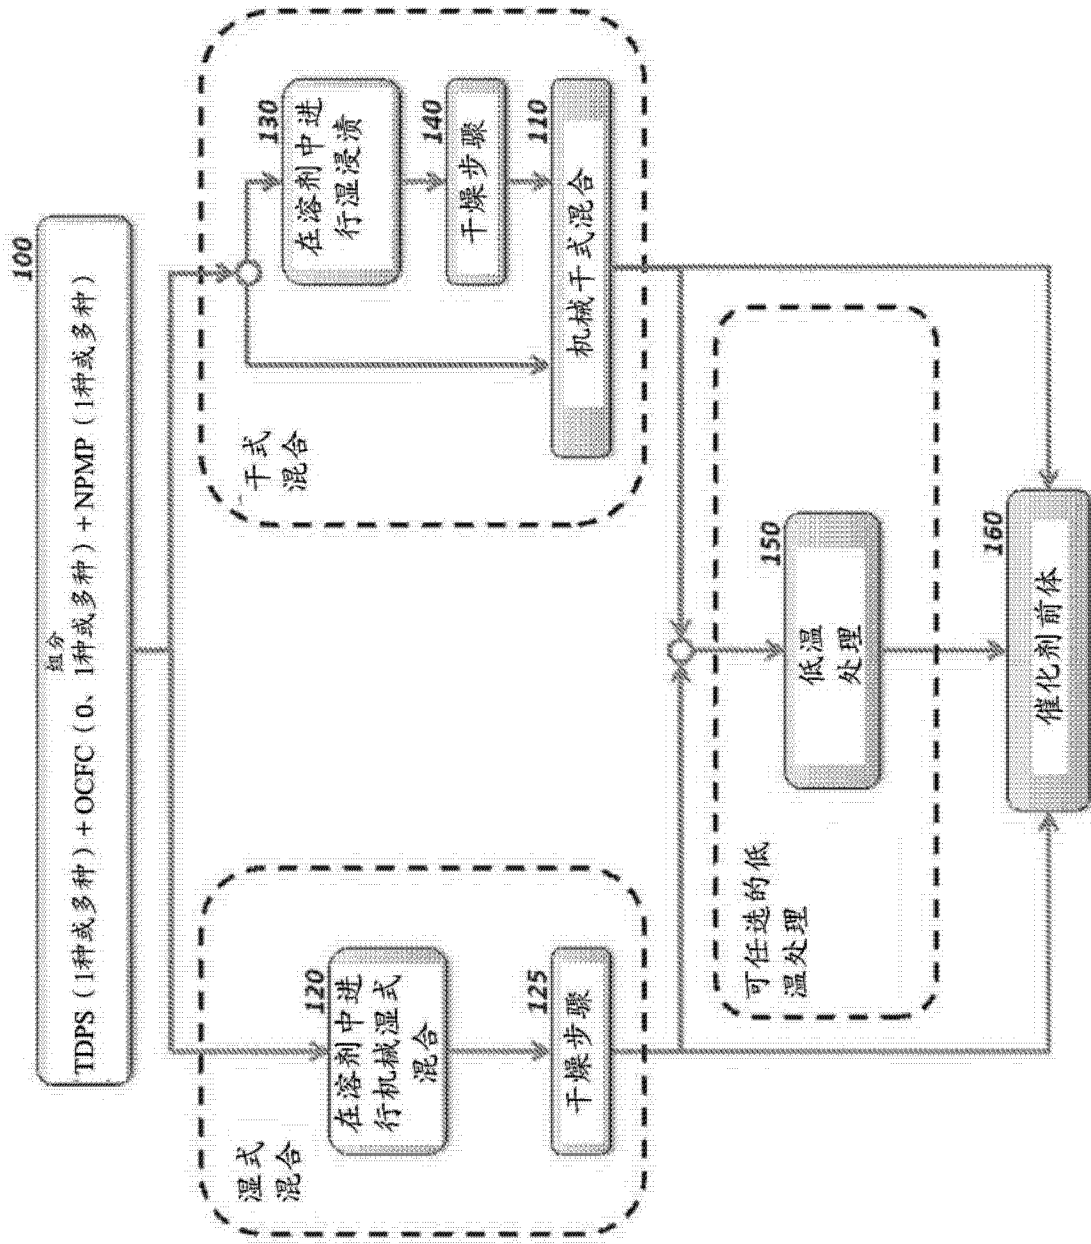 100
组分
TDPS（1种或多种）+OCFC（0、1种或多种）+NPMP（1种或多种）
湿式
混合
120
在溶剂中进
行机械湿式
混合
125
干燥步骤
干式
混合
130
在溶剂中进
行湿浸渍
140
干燥步骤
110
机械干式混合
可任选的低
温处理
150
低温
处理
160
催化剂前体